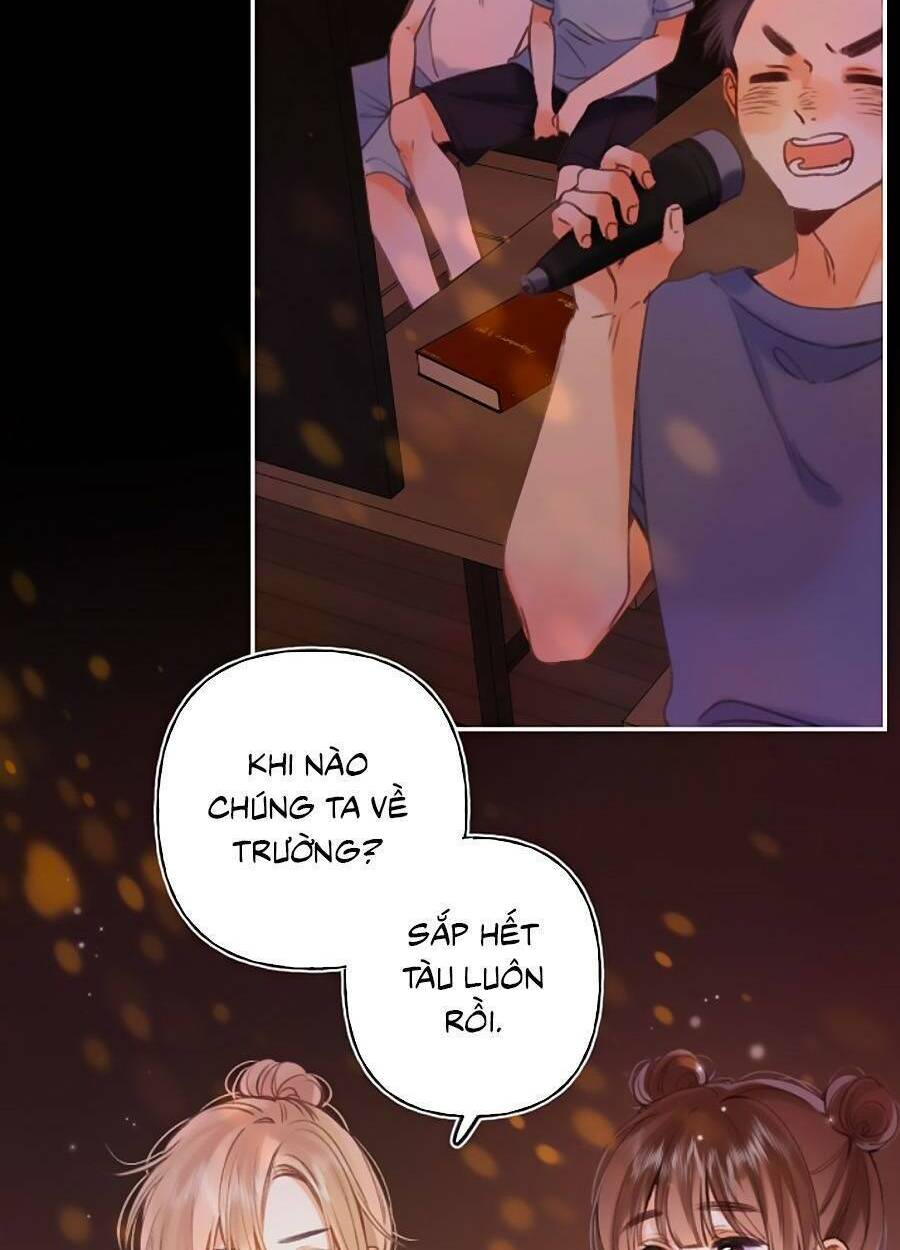 KHI NÀO
CHÚNG TA VỀ
TRƯỜNG?
SẮP HẾT
TÀU LUÔN
RỒI.